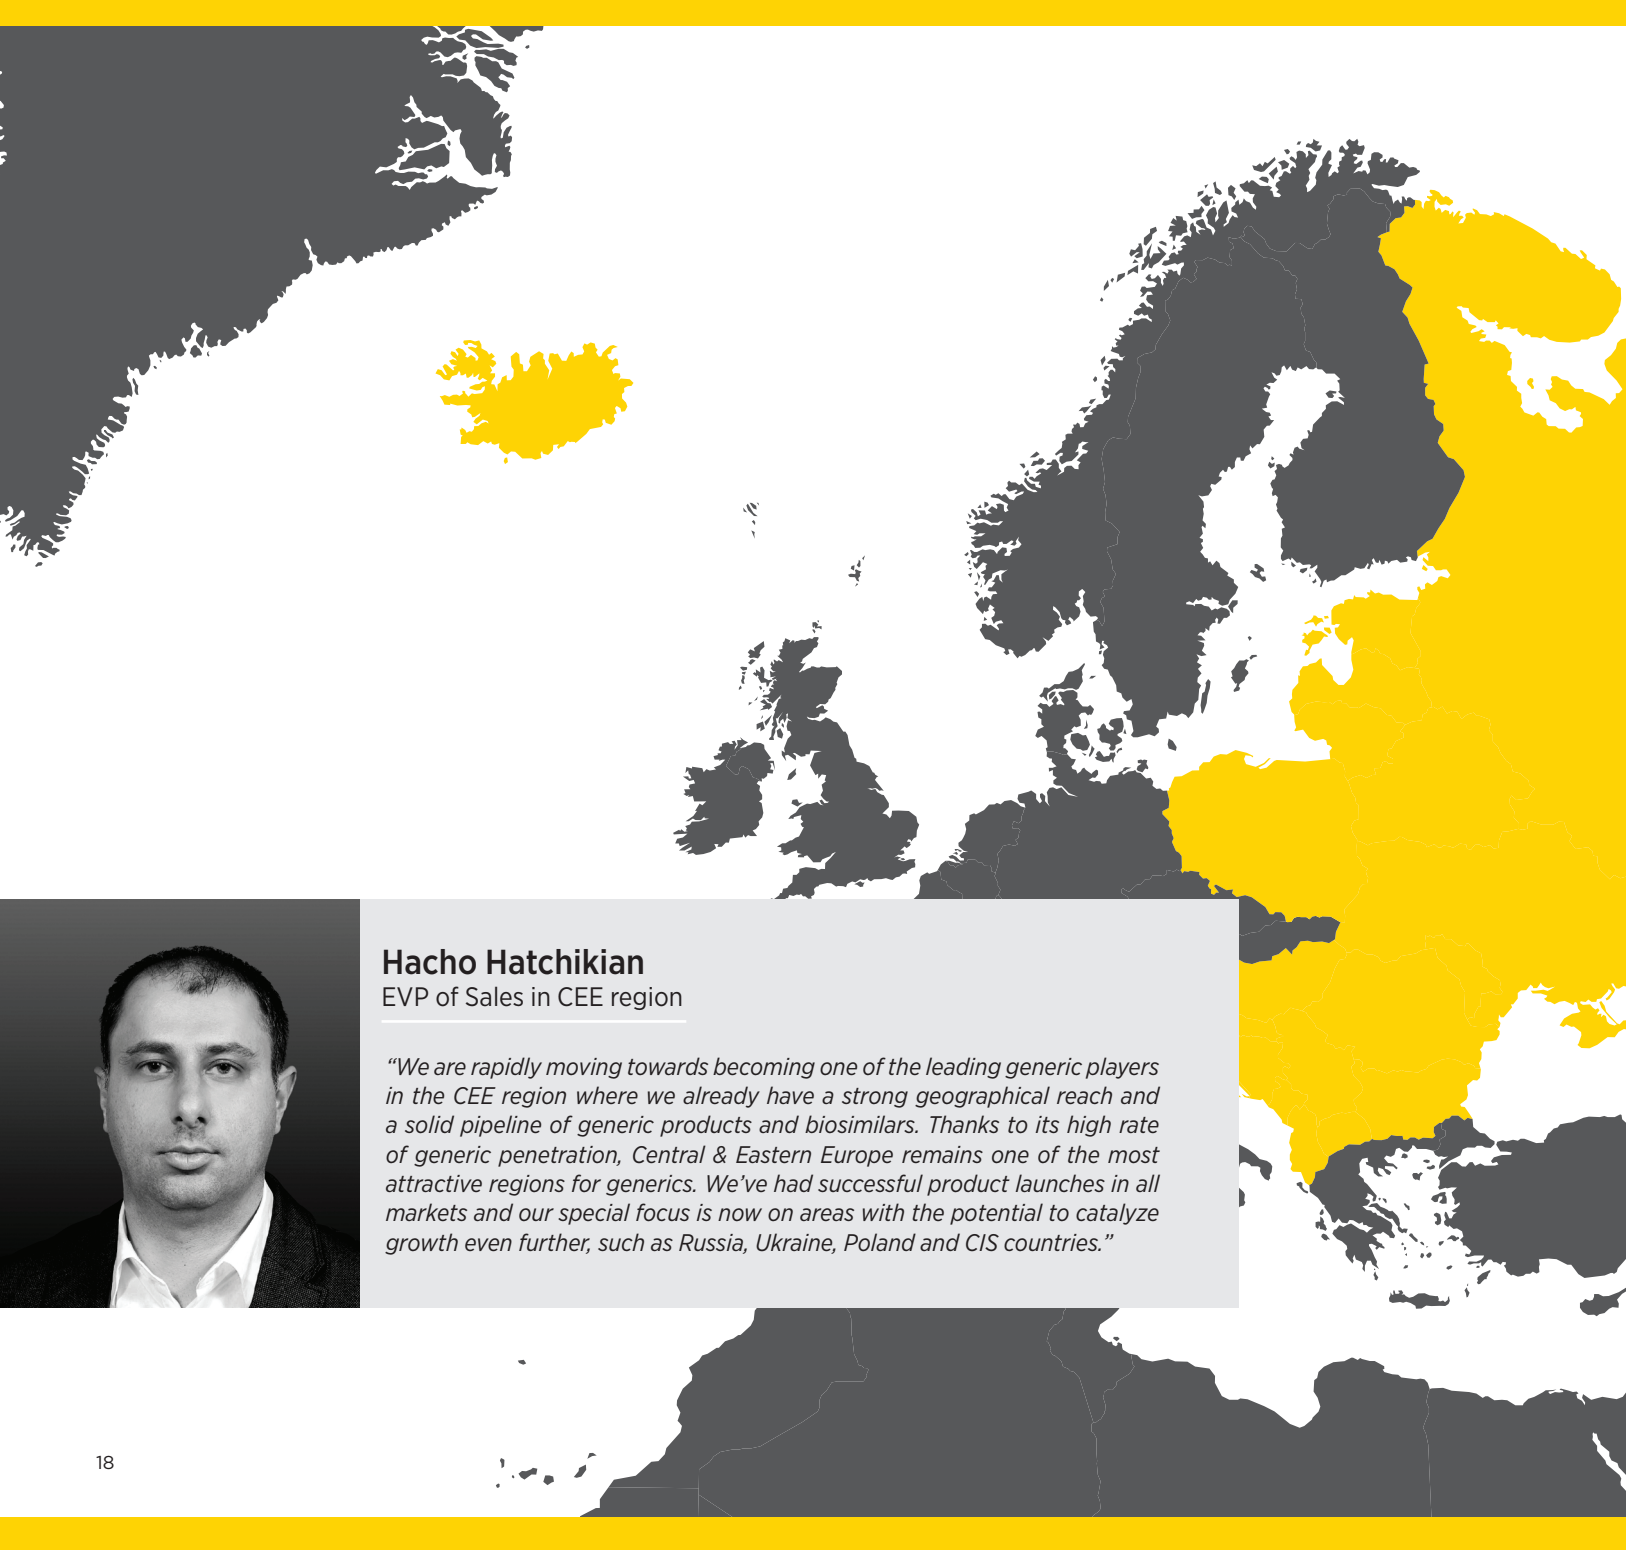 Hacho Hatchikian
EVP of Sales in CEE region
“We are rapidly moving towards becoming one of the leading generic players
in the CEE region where we already have a strong geographical reach and
a solid pipeline of generic products and biosimilars. Thanks to its high rate
of generic penetration, Central & Eastern Europe remains one of the most
attractive regions for generics. We’ve had successful product launches in all
markets and our special focus is now on areas with the potential to catalyze
growth even further, such as Russia, Ukraine, Poland and CIS countries.”
18